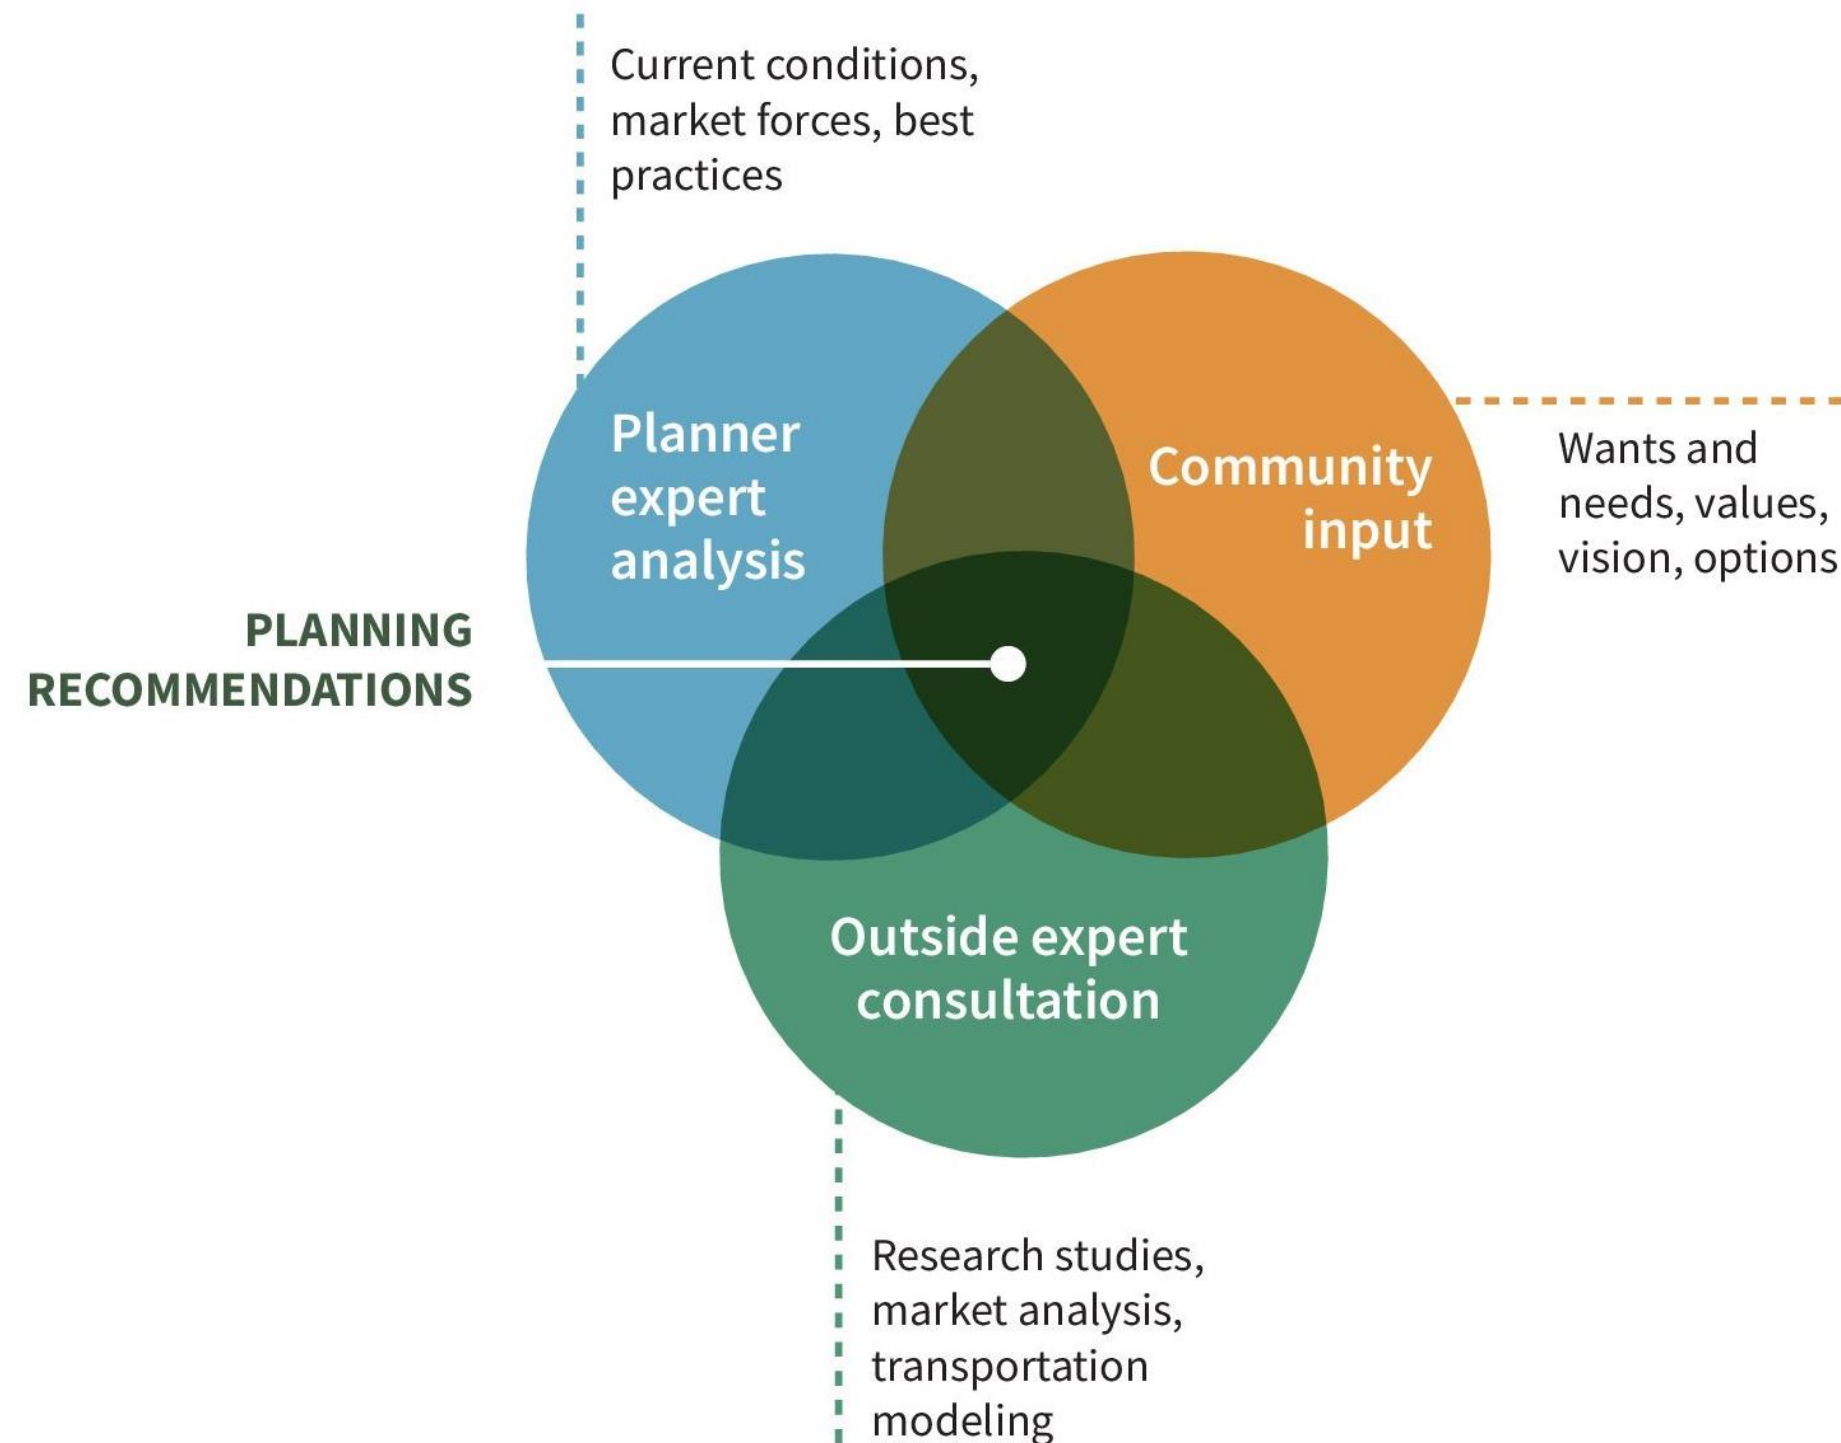 Current conditions,
market forces, best
practices
Planner
expert
analysis
Community
input
Wants and
needs, values,
vision, options
PLANNING
RECOMMENDATIONS
Outside expert
consultation
Research studies,
market analysis,
transportation
modeling